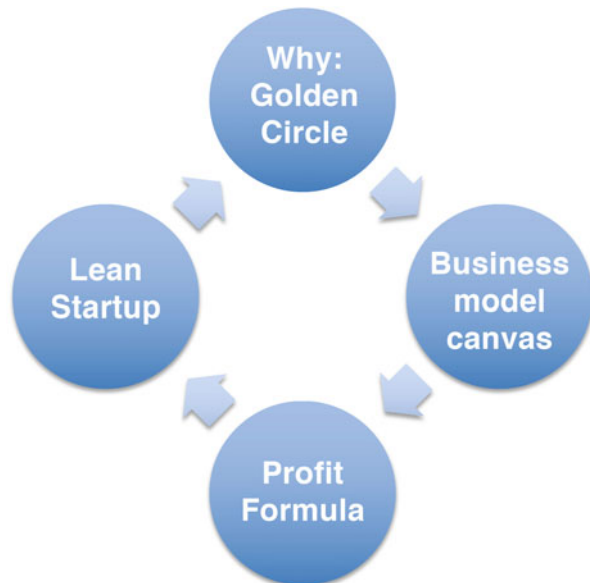 Why:
Golden
Circle
Business
model
canvas
Profit
Formula
Lean
Startup